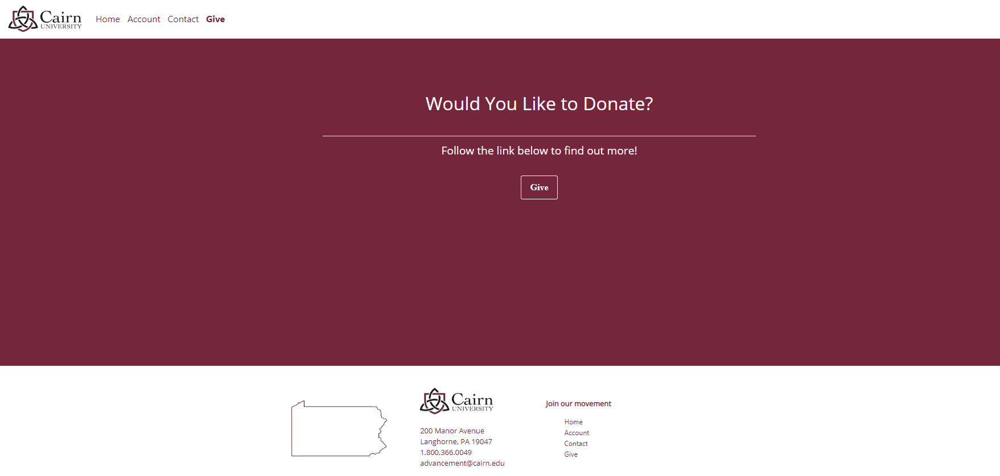 Cairn
UNIVERSITY
Home Account Contact Give
Would You Like to Donate?
Follow the link below to find out more!
Give
Cairn
UNIVERSITY
200 Manor Avenue
Langhorne, PA 19047
1.800.366.0049
advancement@cairn.edu
Join our movement
Home
Account
Contact
Give